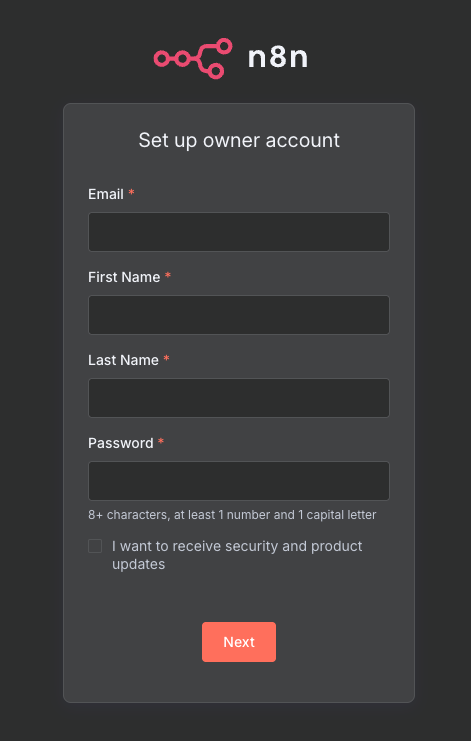 n8n
Set up owner account
Email *
First Name *
Last Name *
Password *
8+ characters, at least 1 number and 1 capital letter
I want to receive security and product
updates
Next